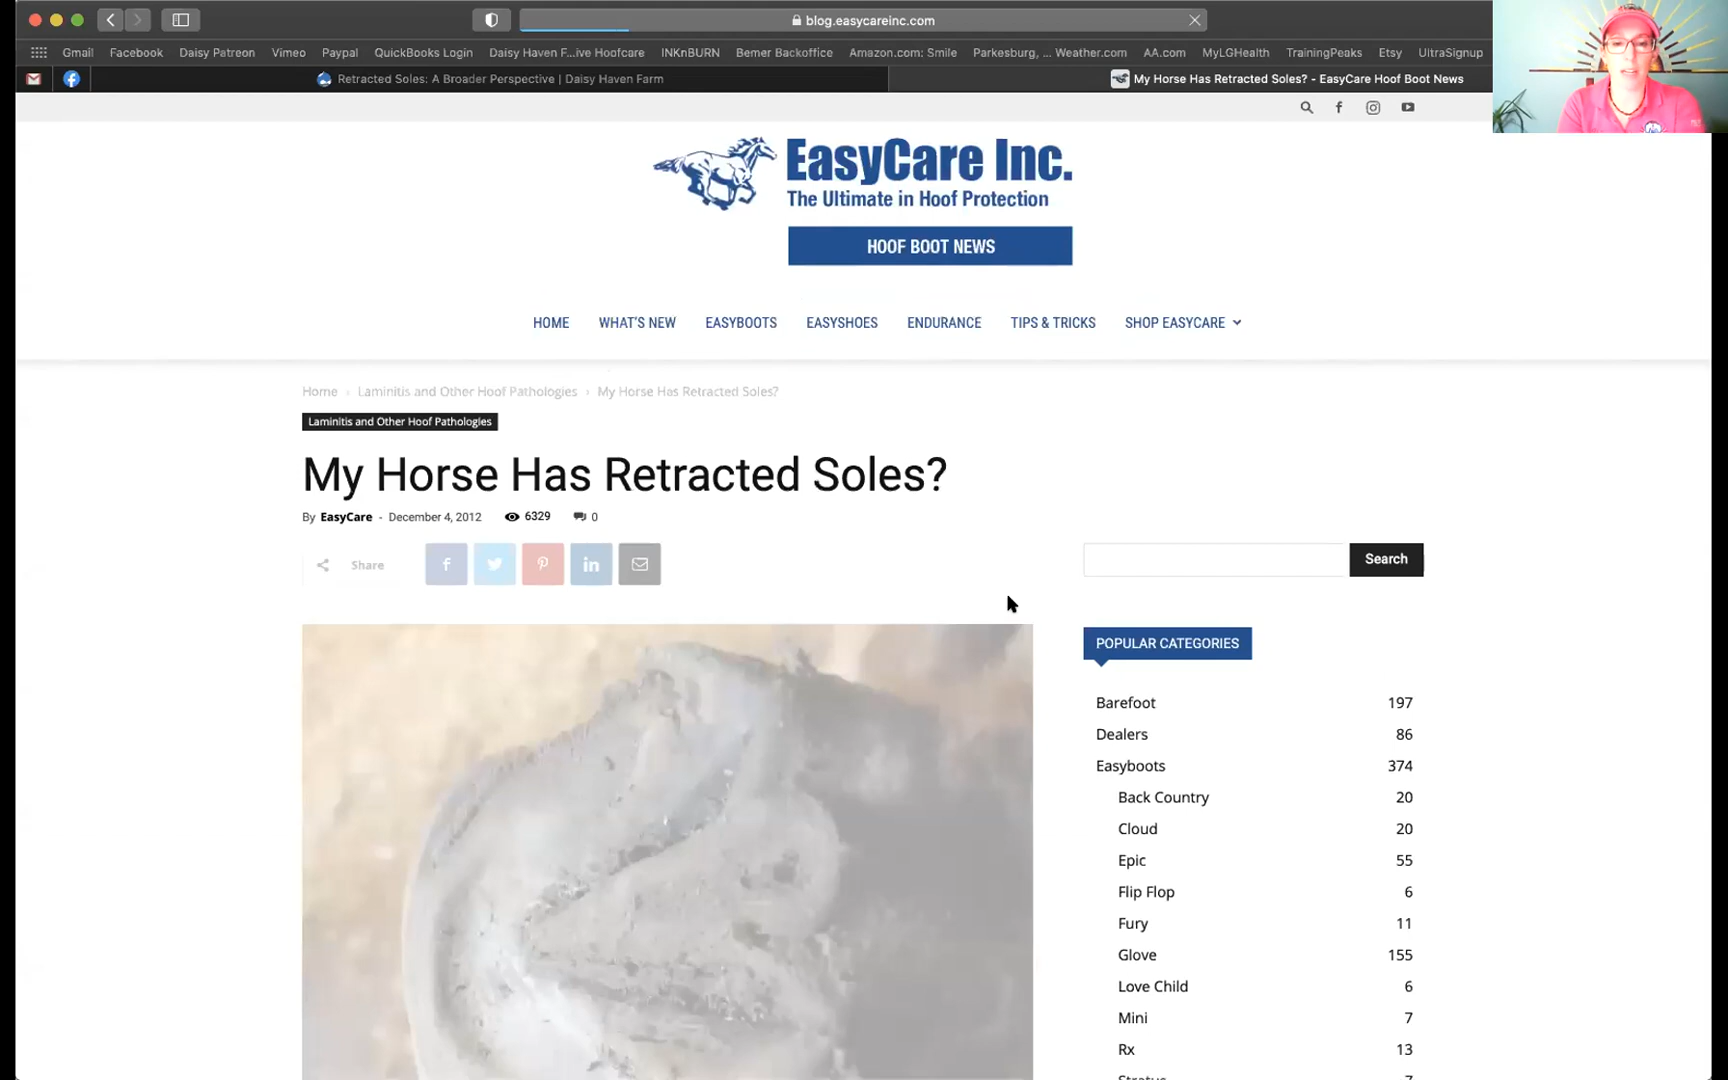 blog.easycareinc.com
Gmail Facebook Daisy Patreon Vimeo Paypal QuickBooks Login Daisy Haven F...ive Hoofcare INKnBURN Bemer Backoffice Amazon.com: Smile Parkesburg, ... Weather.com AA.com MyLGHealth TrainingPeaks Etsy UltraSignup
Retracted Soles: A Broader Perspective | Daisy Haven Farm
My Horse Has Retracted Soles? - EasyCare Hoof Boot News
EasyCare Inc.
The Ultimate in Hoof Protection
HOOF BOOT NEWS
HOME WHAT'S NEW EASYBOOTS EASYSHOES ENDURANCE TIPS & TRICKS SHOP EASYCARE
Home › Laminitis and Other Hoof Pathologies › My Horse Has Retracted Soles?
Laminitis and Other Hoof Pathologies
My Horse Has Retracted Soles?
By EasyCare - December 4, 2012 6329 0
Share
Search
POPULAR CATEGORIES
Barefoot 197
Dealers 86
Easyboots 374
Back Country 20
Cloud 20
Epic 55
Flip Flop 6
Fury 11
Glove 155
Love Child 6
Mini 7
Rx 13